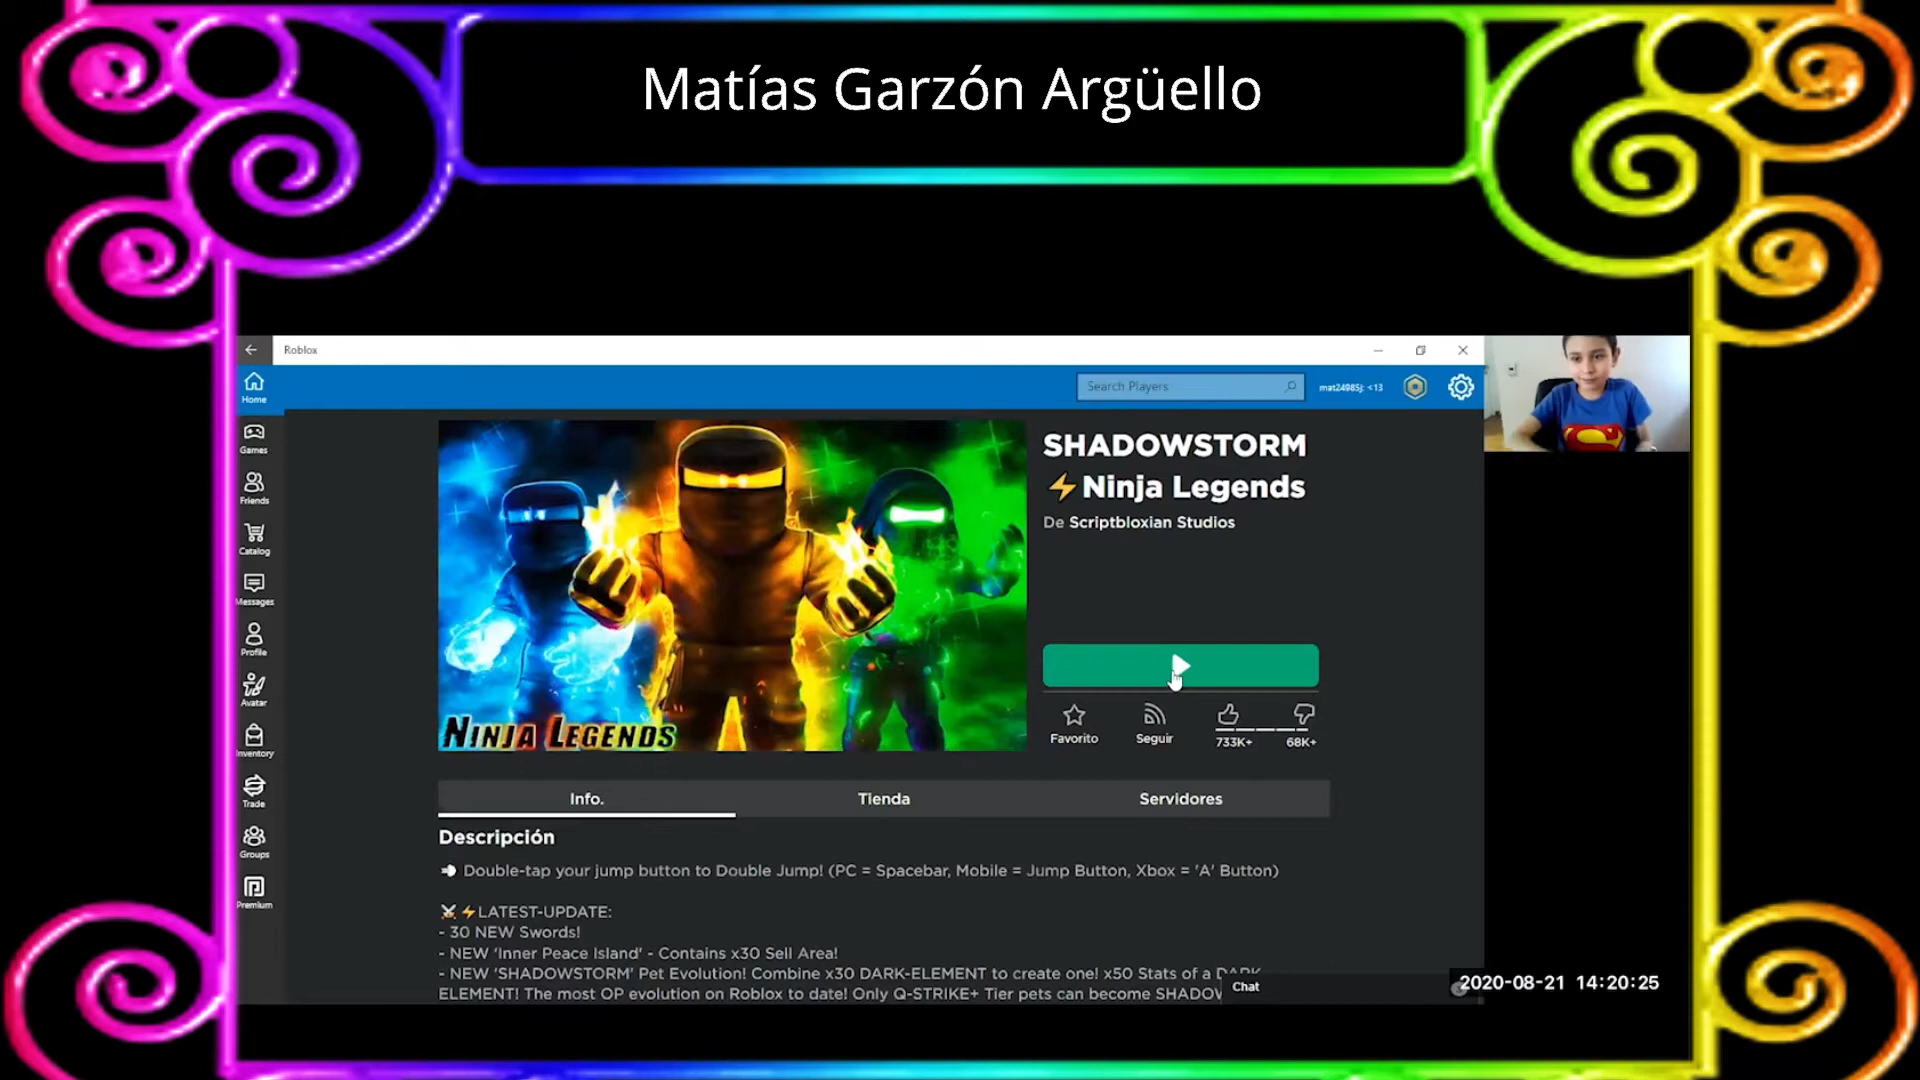 Matías Garzón Argüello
Roblox
Home
Search Players
mat24985j: <13
Games
Friends
Catalog
Messages
Profile
Avatar
Inventory
Trade
Groups
Premium
NINJA LEGENDS
SHADOWSTORM
⚡Ninja Legends
De Scriptbloxian Studios
Favorito
Seguir
733K+
68K+
Info.
Tienda
Servidores
Descripción
Double-tap your jump button to Double Jump! (PC = Spacebar, Mobile = Jump Button, Xbox = 'A' Button)
⚔️⚡LATEST-UPDATE:
- 30 NEW Swords!
- NEW 'Inner Peace Island' - Contains x30 Sell Area!
- NEW 'SHADOWSTORM' Pet Evolution! Combine x30 DARK-ELEMENT to create one! x50 Stats of a DARK
ELEMENT! The most OP evolution on Roblox to date! Only Q-STRIKE+ Tier pets can become SHADOW
Chat
2020-08-21 14:20:25